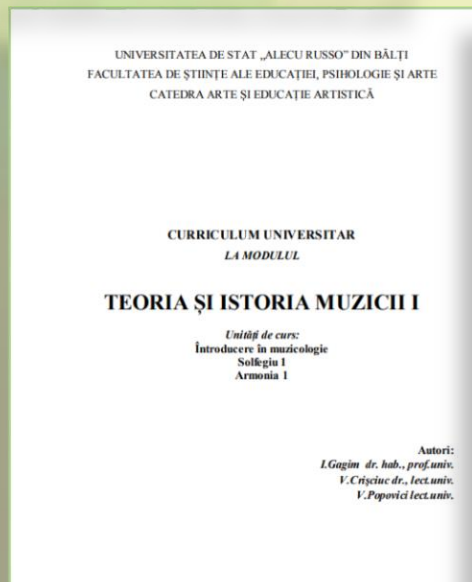 UNIVERSITATEA DE STAT „ALECU RUSSO” DIN BĂLȚI
FACULTATEA DE ȘTIINȚE ALE EDUCAȚIEI, PSIHOLOGIE ȘI ARTE
CATEDRA ARTE ȘI EDUCAȚIE ARTISTICĂ
CURRICULUM UNIVERSITAR
LA MODULUL
TEORIA ȘI ISTORIA MUZICII I
Unități de curs:
Întroducere în muzicologie
Solfegiu 1
Armonia 1
Autori:
I.Gagim dr. hab., prof.univ.
V.Crișciuc dr., lect.univ.
V.Popovici lect.univ.